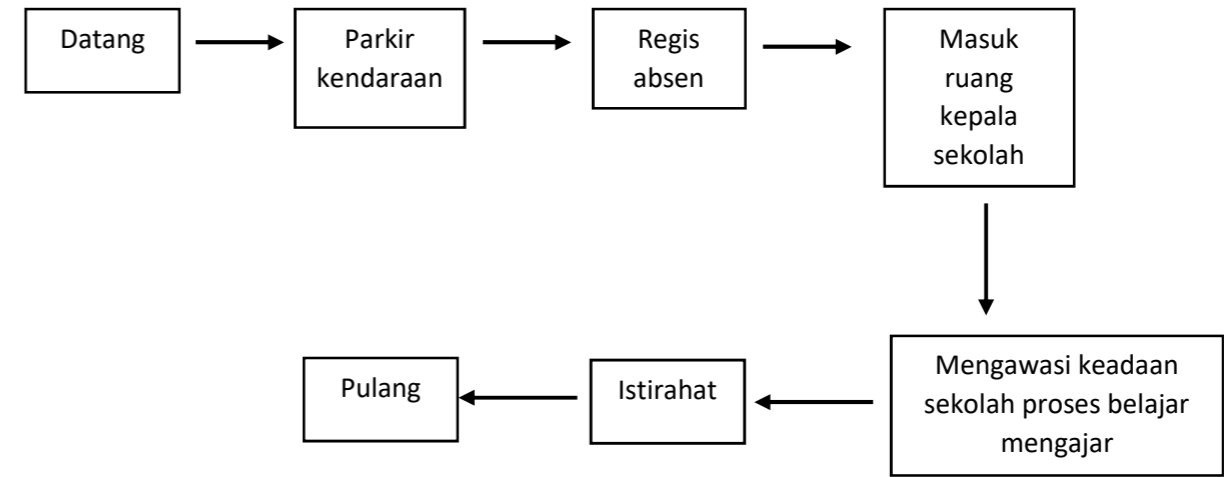 Datang
Parkir
kendaraan
Regis
absen
Masuk
ruang
kepala
sekolah
Mengawasi keadaan
sekolah proses belajar
mengajar
Istirahat
Pulang